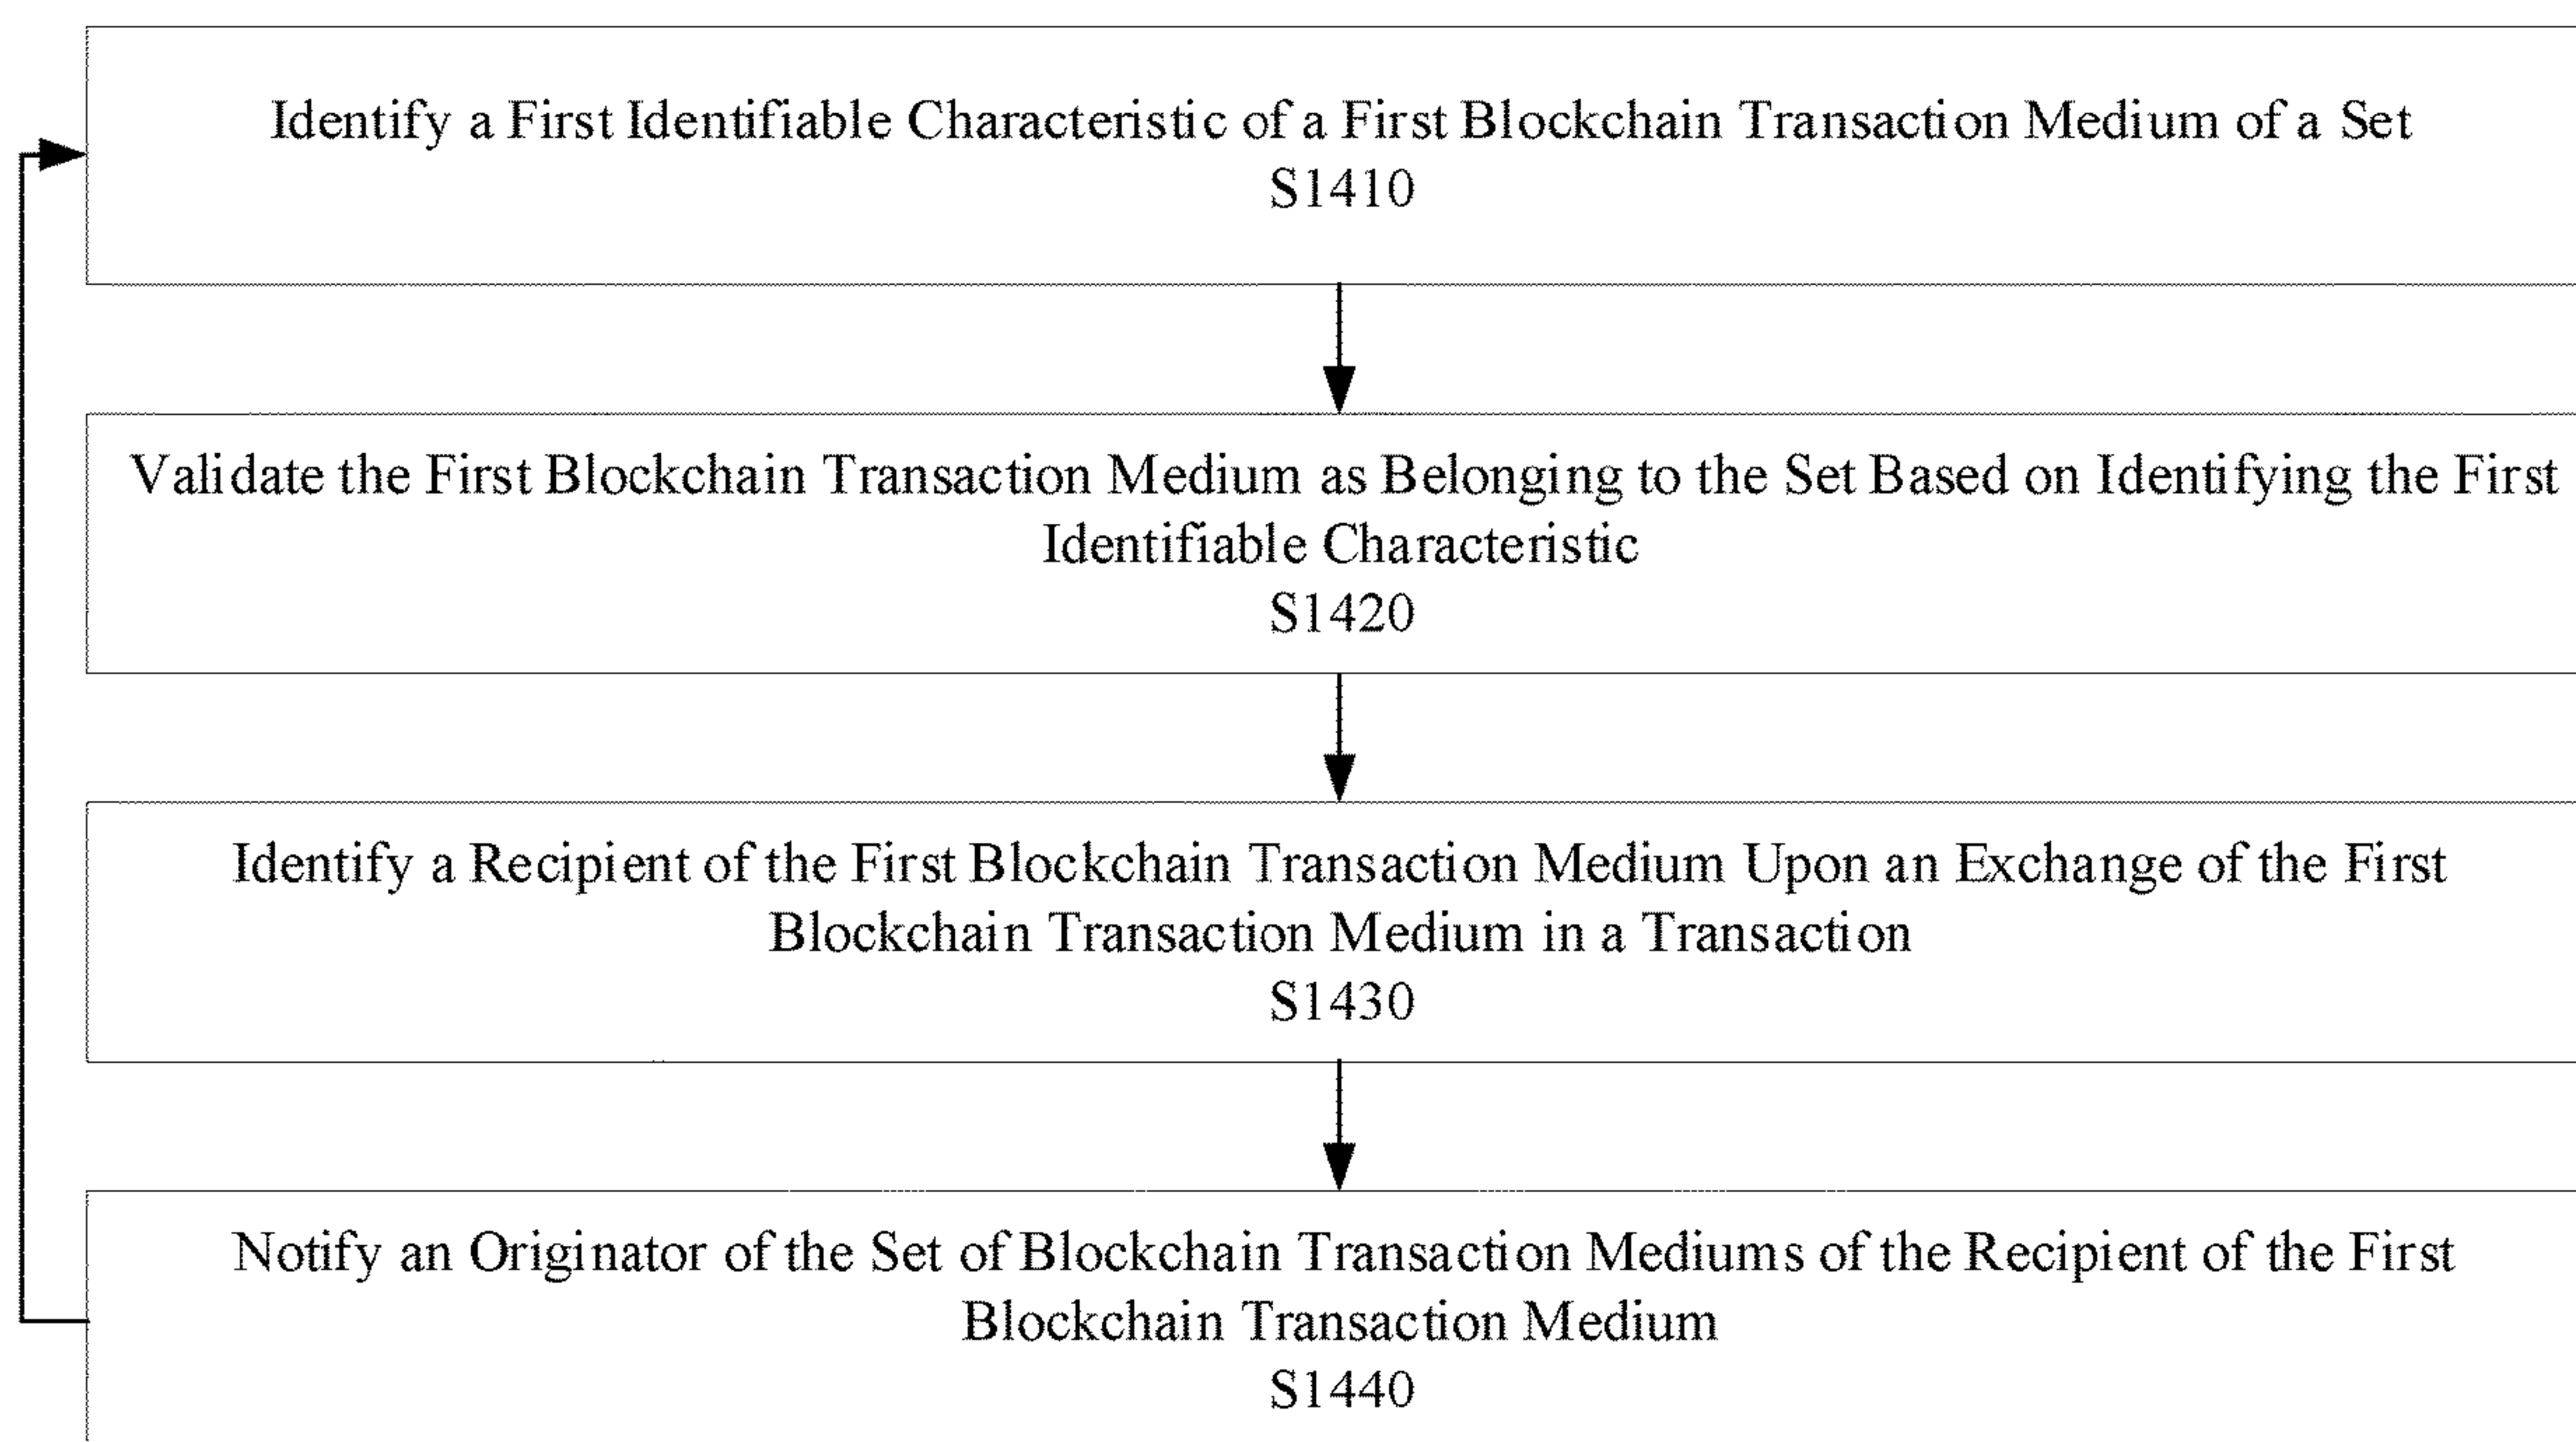 Identify a First Identifiable Characteristic of a First Blockchain Transaction Medium of a Set
S1410
Validate the First Blockchain Transaction Medium as Belonging to the Set Based on Identifying the First
Identifiable Characteristic
S1420
Identify a Recipient of the First Blockchain Transaction Medium Upon an Exchange of the First
Blockchain Transaction Medium in a Transaction
S1430
Notify an Originator of the Set of Blockchain Transaction Mediums of the Recipient of the First
Blockchain Transaction Medium
S1440